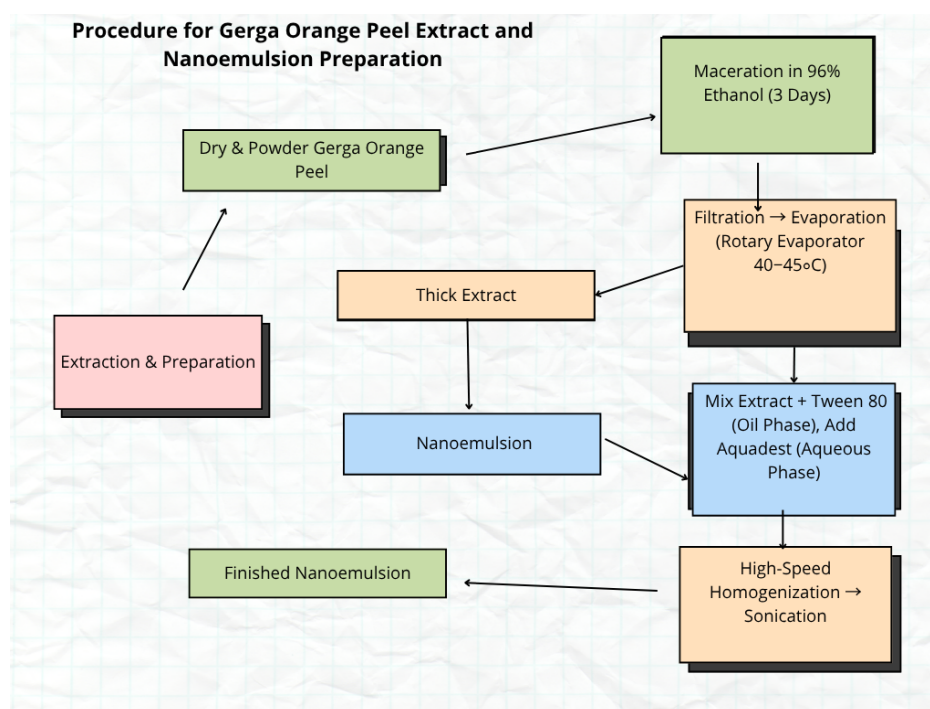 Procedure for Gerga Orange Peel Extract and
Nanoemulsion Preparation
Maceration in 96%
Ethanol (3 Days)
Dry & Powder Gerga Orange
Peel
Filtration → Evaporation
(Rotary Evaporator
40−45∘C)
Thick Extract
Extraction & Preparation
Mix Extract + Tween 80
(Oil Phase), Add
Aquadest (Aqueous
Phase)
Nanoemulsion
High-Speed
Homogenization →
Sonication
Finished Nanoemulsion